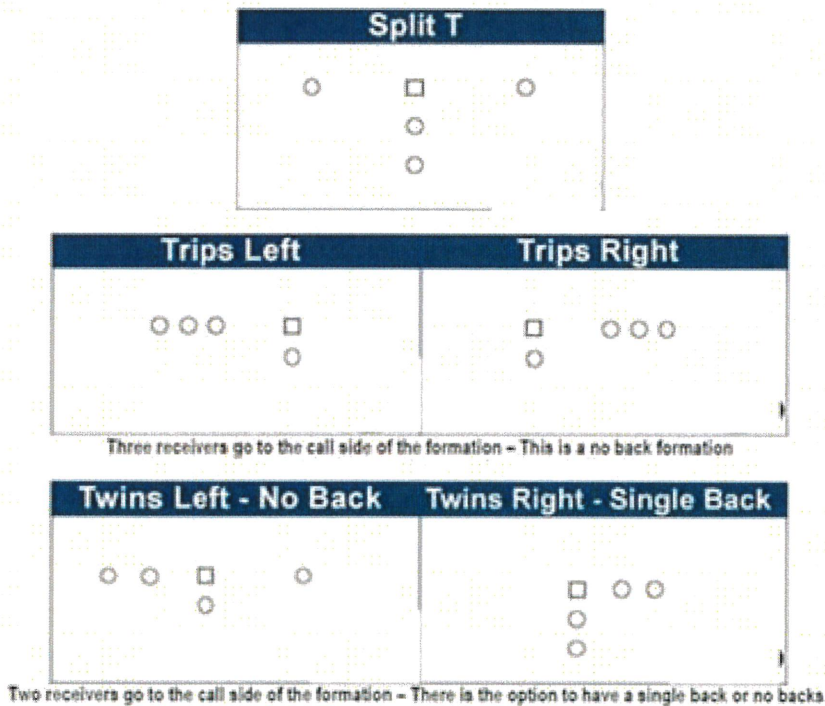 Split T
Trips Left
Trips Right
Three receivers go to the call side of the formation – This is a no back formation
Twins Left - No Back
Twins Right - Single Back
Two receivers go to the call side of the formation – There is the option to have a single back or no backs